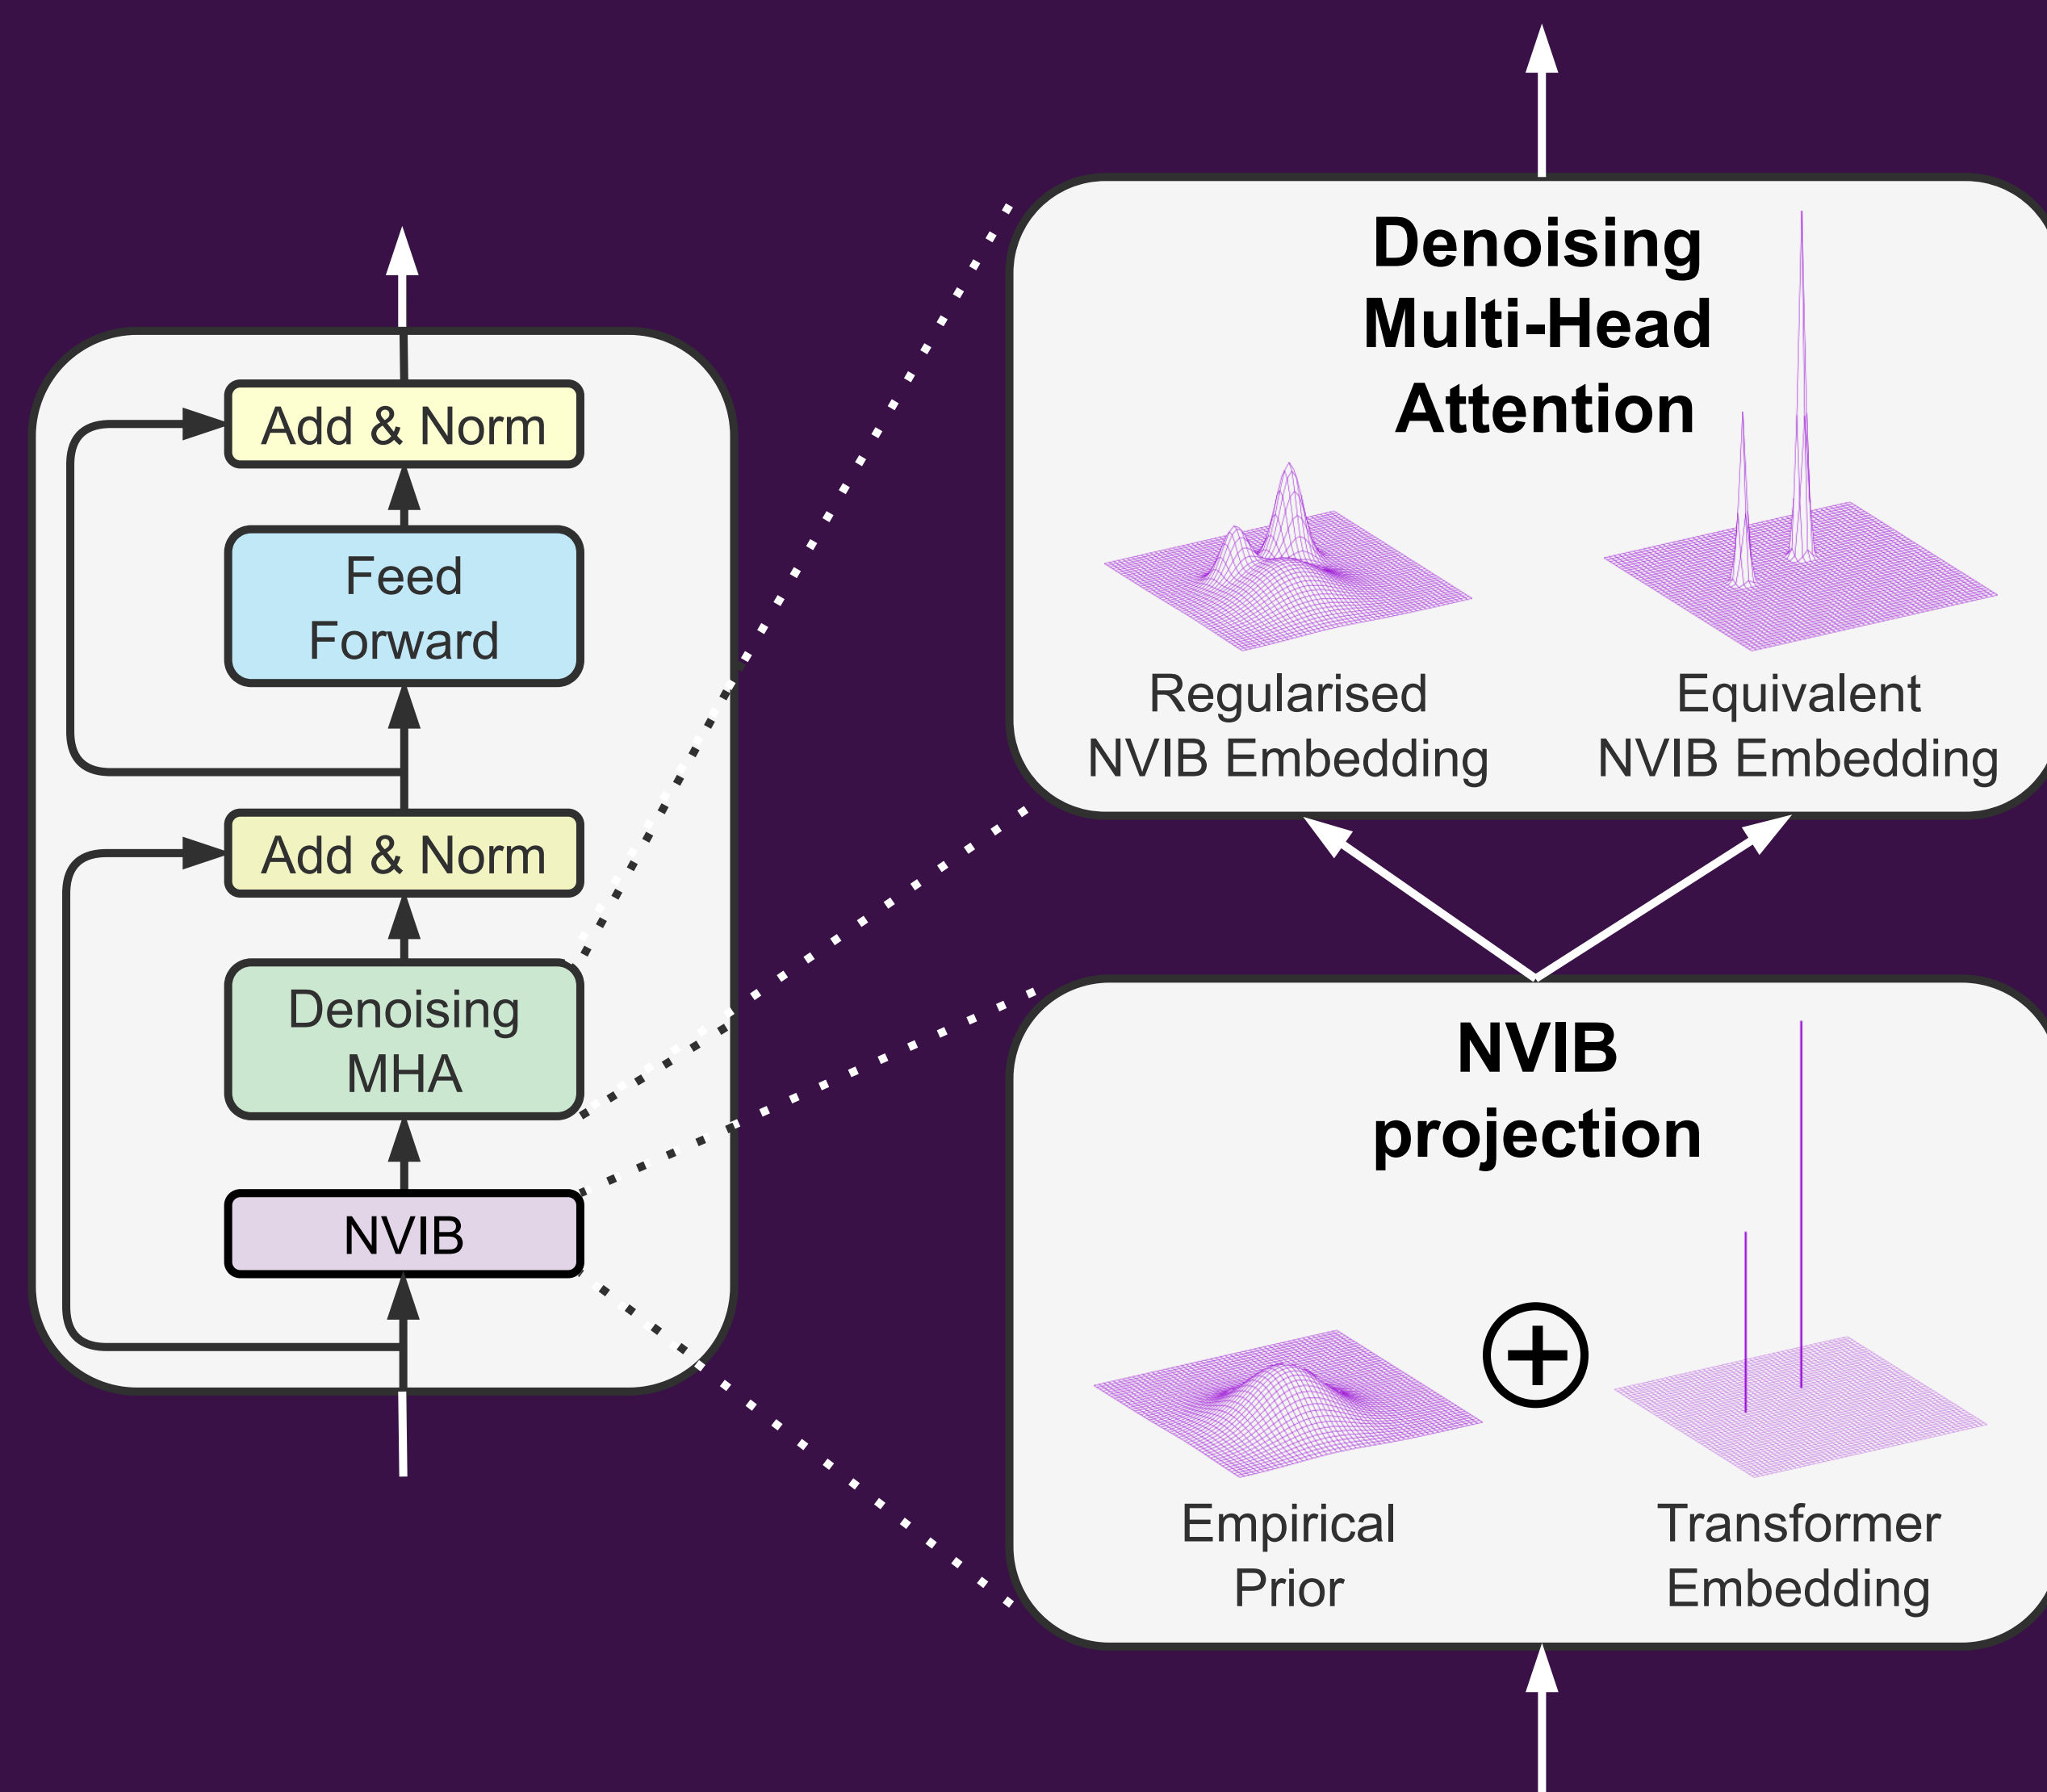 Add & Norm
Feed
Forward
Add & Norm
Denoising
MHA
NVIB
Denoising
Multi-Head
Attention
Regularised
NVIB Embedding
Equivalent
NVIB Embedding
NVIB
projection
Empirical
Prior
Transformer
Embedding